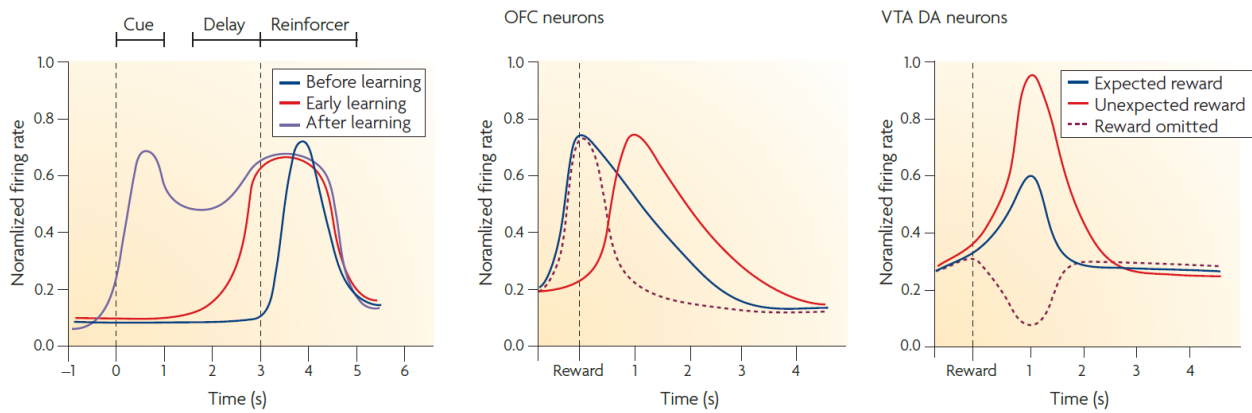 Cue
Delay
Reinforcer
1.0
0.8
0.6
0.4
0.2
0.0
Noramlized firing rate
Before learning
Early learning
After learning
–1
0
1
2
3
4
5
6
Time (s)
OFC neurons
1.0
0.8
0.6
0.4
0.2
0.0
Noramlized firing rate
Reward
1
2
3
4
Time (s)
VTA DA neurons
1.0
0.8
0.6
0.4
0.2
0.0
Noramlized firing rate
Expected reward
Unexpected reward
Reward omitted
Reward
1
2
3
4
Time (s)